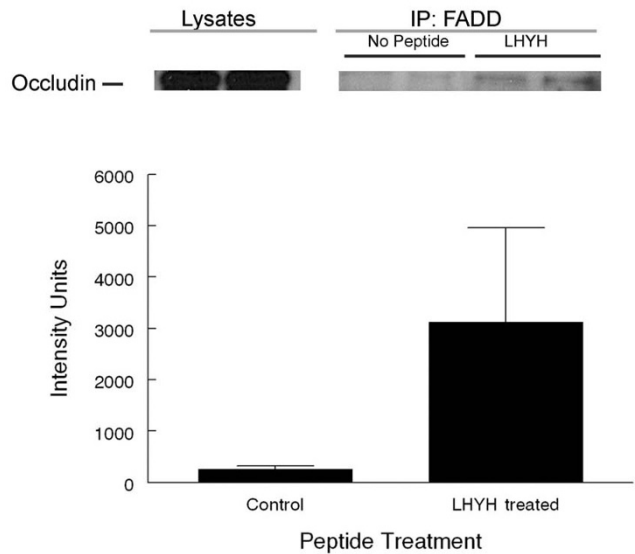 Lysates IP: FADD
No Peptide LHYH
Occludin —
6000
5000
4000
3000
2000
1000
0
Intensity Units
Control LHYH treated
Peptide Treatment